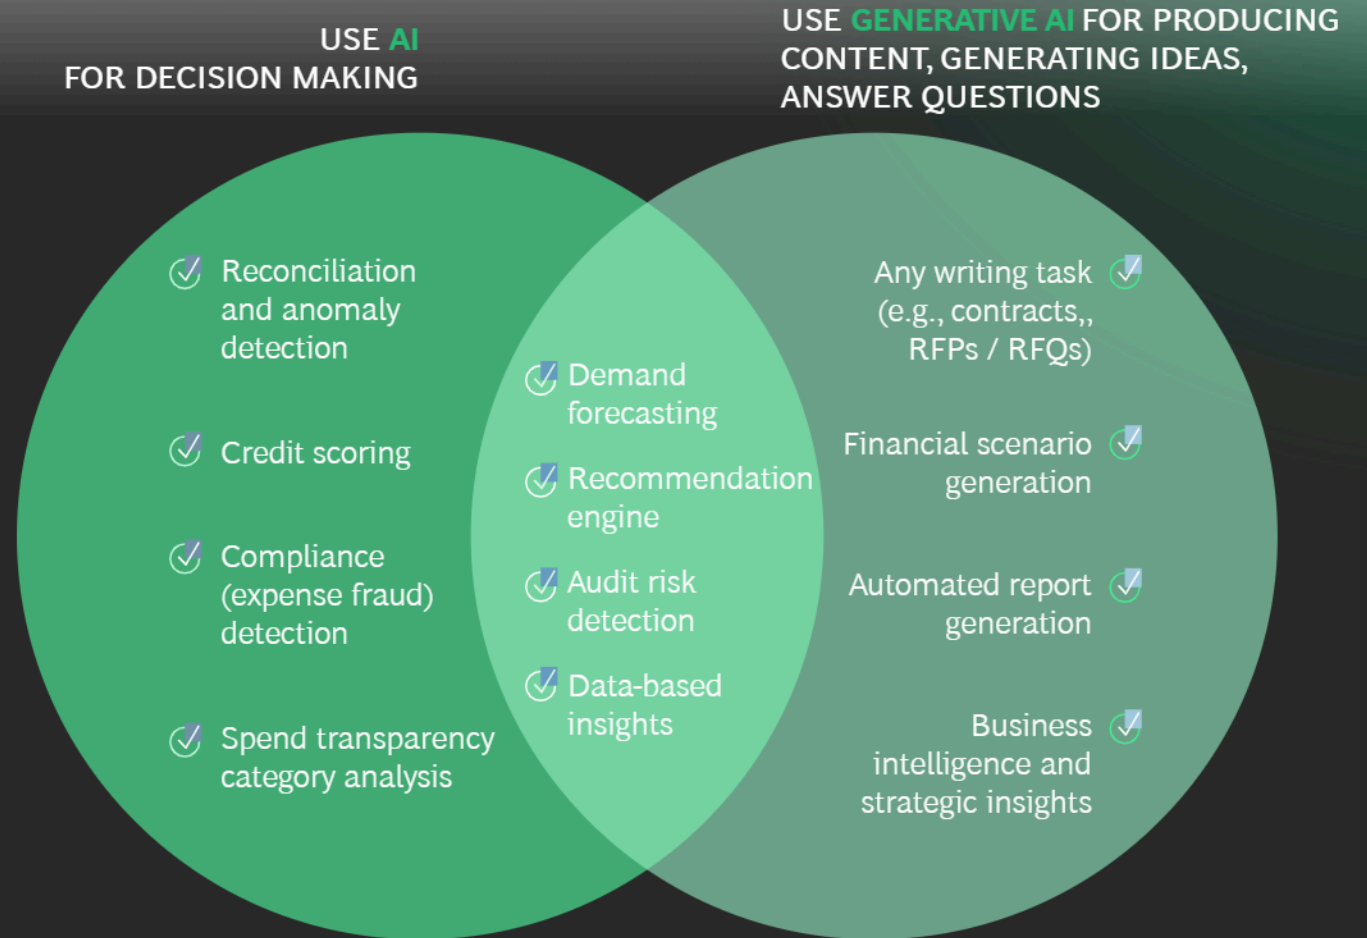 USE AI
FOR DECISION MAKING
USE GENERATIVE AI FOR PRODUCING
CONTENT, GENERATING IDEAS,
ANSWER QUESTIONS
Reconciliation
and anomaly
detection
Credit scoring
Compliance
(expense fraud)
detection
Spend transparency
category analysis
Demand
forecasting
Recommendation
engine
Audit risk
detection
Data-based
insights
Any writing task
(e.g., contracts,,
RFPs / RFQs)
Financial scenario
generation
Automated report
generation
Business
intelligence and
strategic insights